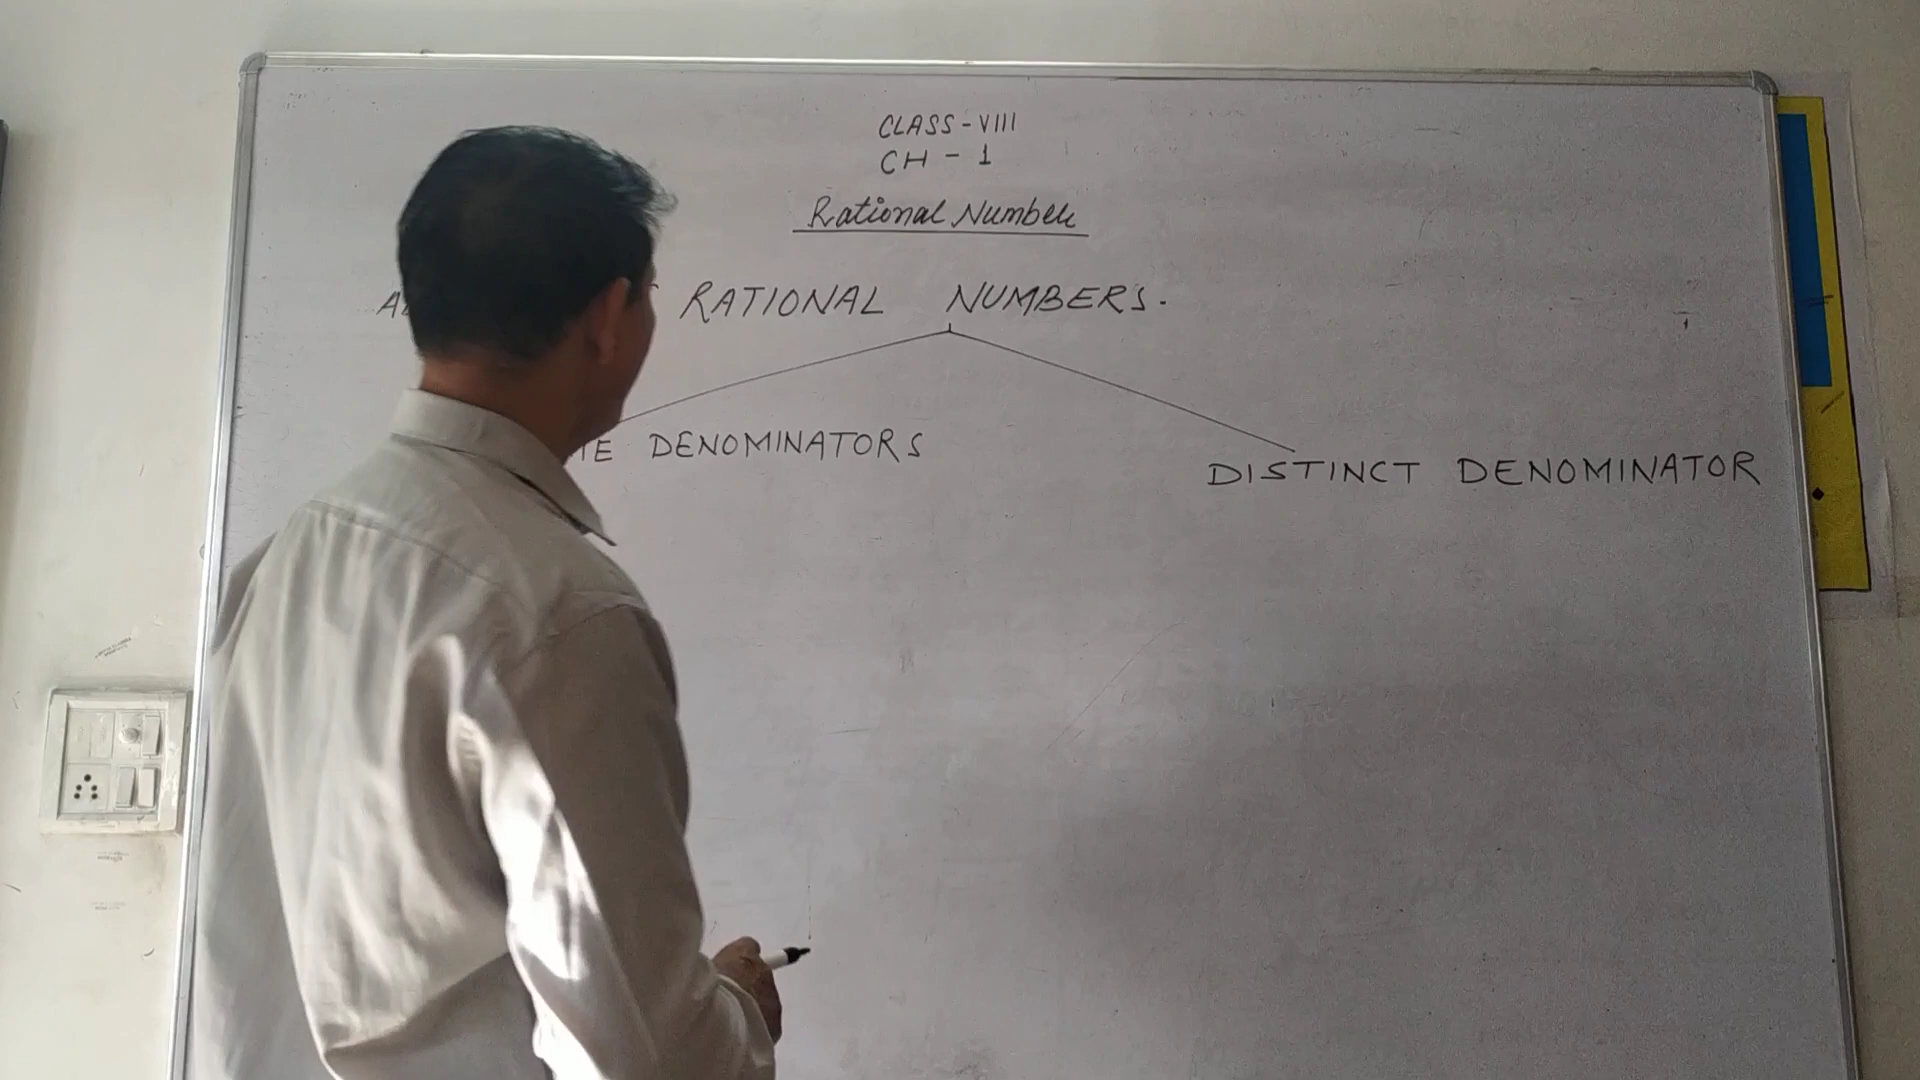 CLASS - VIII
CH - 1
Rational Number
RATIONAL NUMBERS.
DENOMINATORS
DISTINCT DENOMINATOR